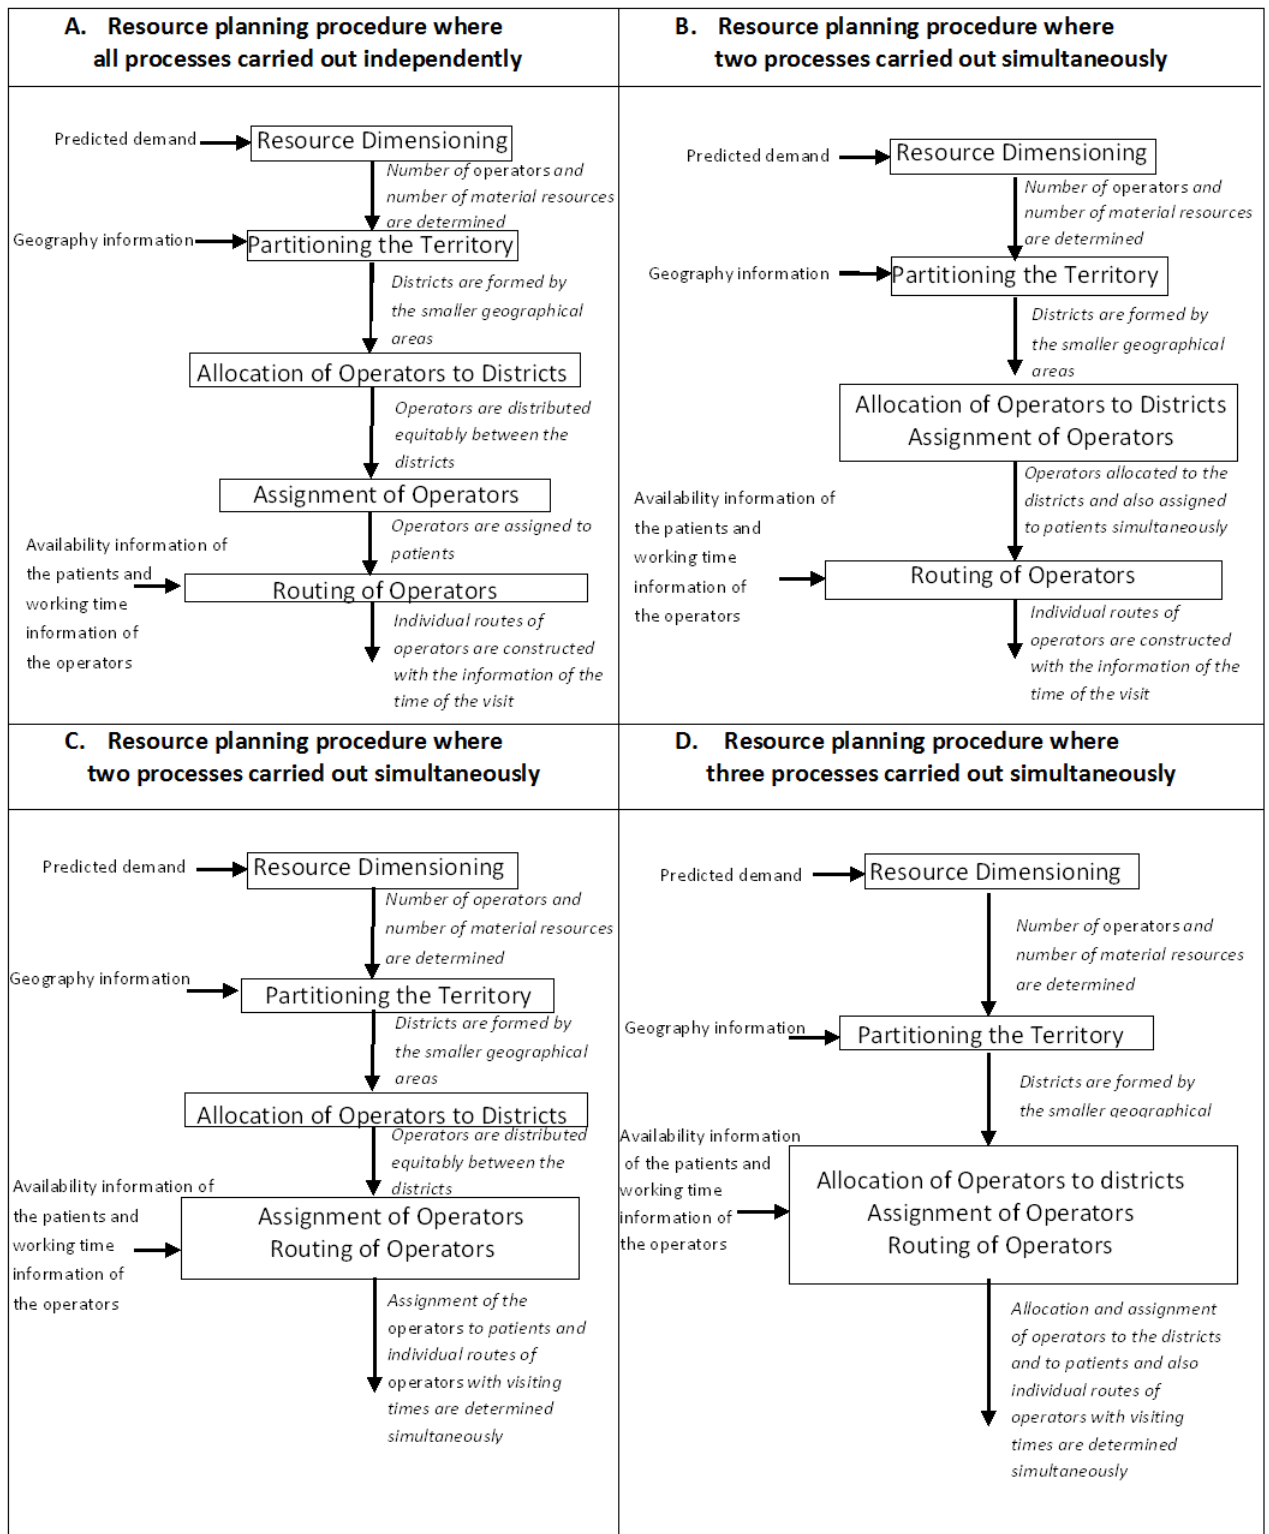 A. Resource planning procedure where
all processes carried out independently
Predicted demand
Resource Dimensioning
Number of operators and
number of material resources
are determined
Geography information
Partitioning the Territory
Districts are formed by
the smaller geographical
areas
Allocation of Operators to Districts
Operators are distributed
equitably between the
districts
Assignment of Operators
Operators are assigned to
patients
Availability information of
the patients and
working time
information of
the operators
Routing of Operators
Individual routes of
operators are constructed
with the information of the
time of the visit
B. Resource planning procedure where
two processes carried out simultaneously
Predicted demand
Resource Dimensioning
Number of operators and
number of material resources
are determined
Geography information
Partitioning the Territory
Districts are formed by
the smaller geographical
areas
Allocation of Operators to Districts
Assignment of Operators
Operators allocated to the
districts and also assigned
to patients simultaneously
Availability information of
the patients and
working time
information of
the operators
Routing of Operators
Individual routes of
operators are constructed
with the information of the
time of the visit
C. Resource planning procedure where
two processes carried out simultaneously
Predicted demand
Resource Dimensioning
Number of operators and
number of material resources
are determined
Geography information
Partitioning the Territory
Districts are formed by
the smaller geographical
areas
Allocation of Operators to Districts
Operators are distributed
equitably between the
districts
Availability information of
the patients and
working time
information of
the operators
Assignment of Operators
Routing of Operators
Assignment of the
operators to patients and
individual routes of
operators with visiting
times are determined
simultaneously
D. Resource planning procedure where
three processes carried out simultaneously
Predicted demand
Resource Dimensioning
Number of operators and
number of material resources
are determined
Geography information
Partitioning the Territory
Districts are formed by
the smaller geographical
Availability information
of the patients and
working time
information of
the operators
Allocation of Operators to districts
Assignment of Operators
Routing of Operators
Allocation and assignment
of operators to the districts
and to patients and also
individual routes of
operators with visiting
times are determined
simultaneously